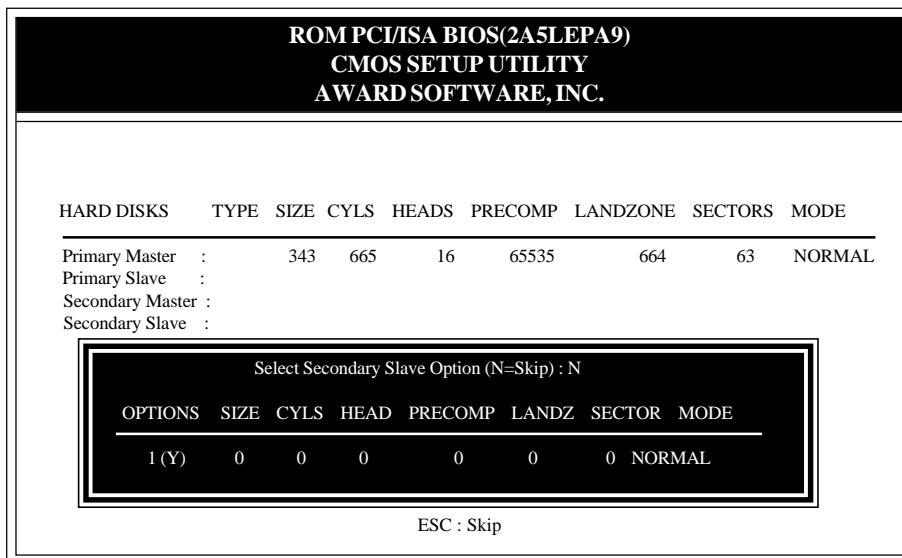 ROM PCI/ISA BIOS(2A5LEPA9)
CMOS SETUP UTILITY
AWARD SOFTWARE, INC.
HARD DISKS TYPE SIZE CYLS HEADS PRECOMP LANDZONE SECTORS MODE
Primary Master : 343 665 16 65535 664 63 NORMAL
Primary Slave :
Secondary Master :
Secondary Slave :
Select Secondary Slave Option (N=Skip) : N
OPTIONS SIZE CYLS HEAD PRECOMP LANDZ SECTOR MODE
1 (Y) 0 0 0 0 0 0 NORMAL
ESC : Skip